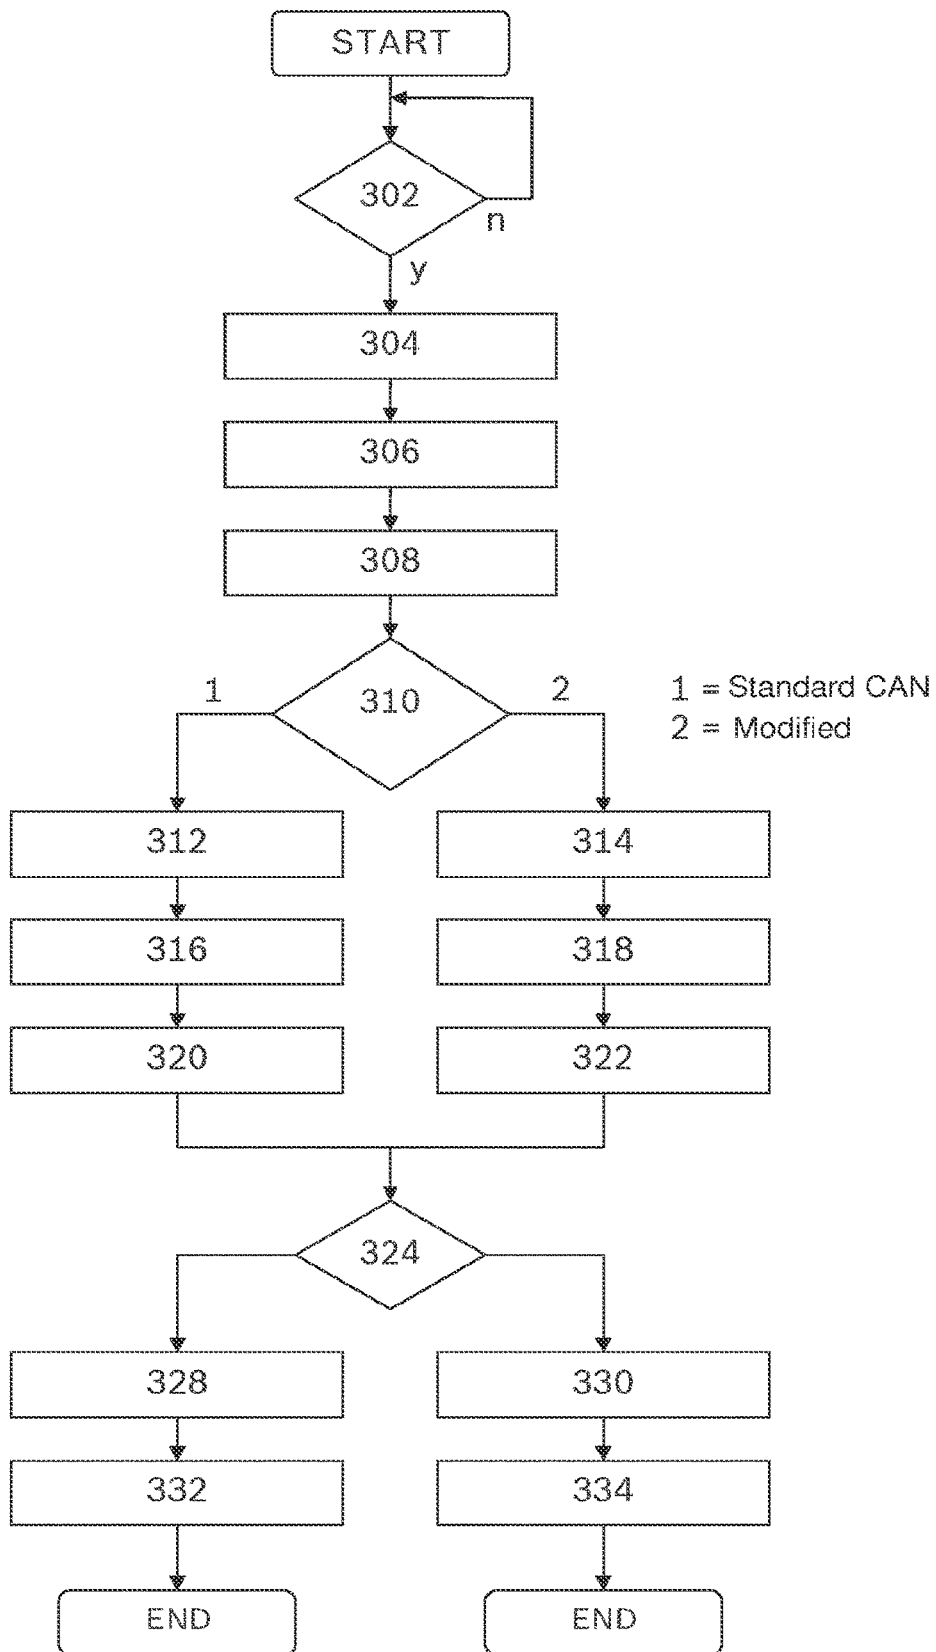 START
302
n
y
304
306
308
1
310
2
1 = Standard CAN
2 = Modified
312
314
316
318
320
322
324
328
330
332
334
END
END